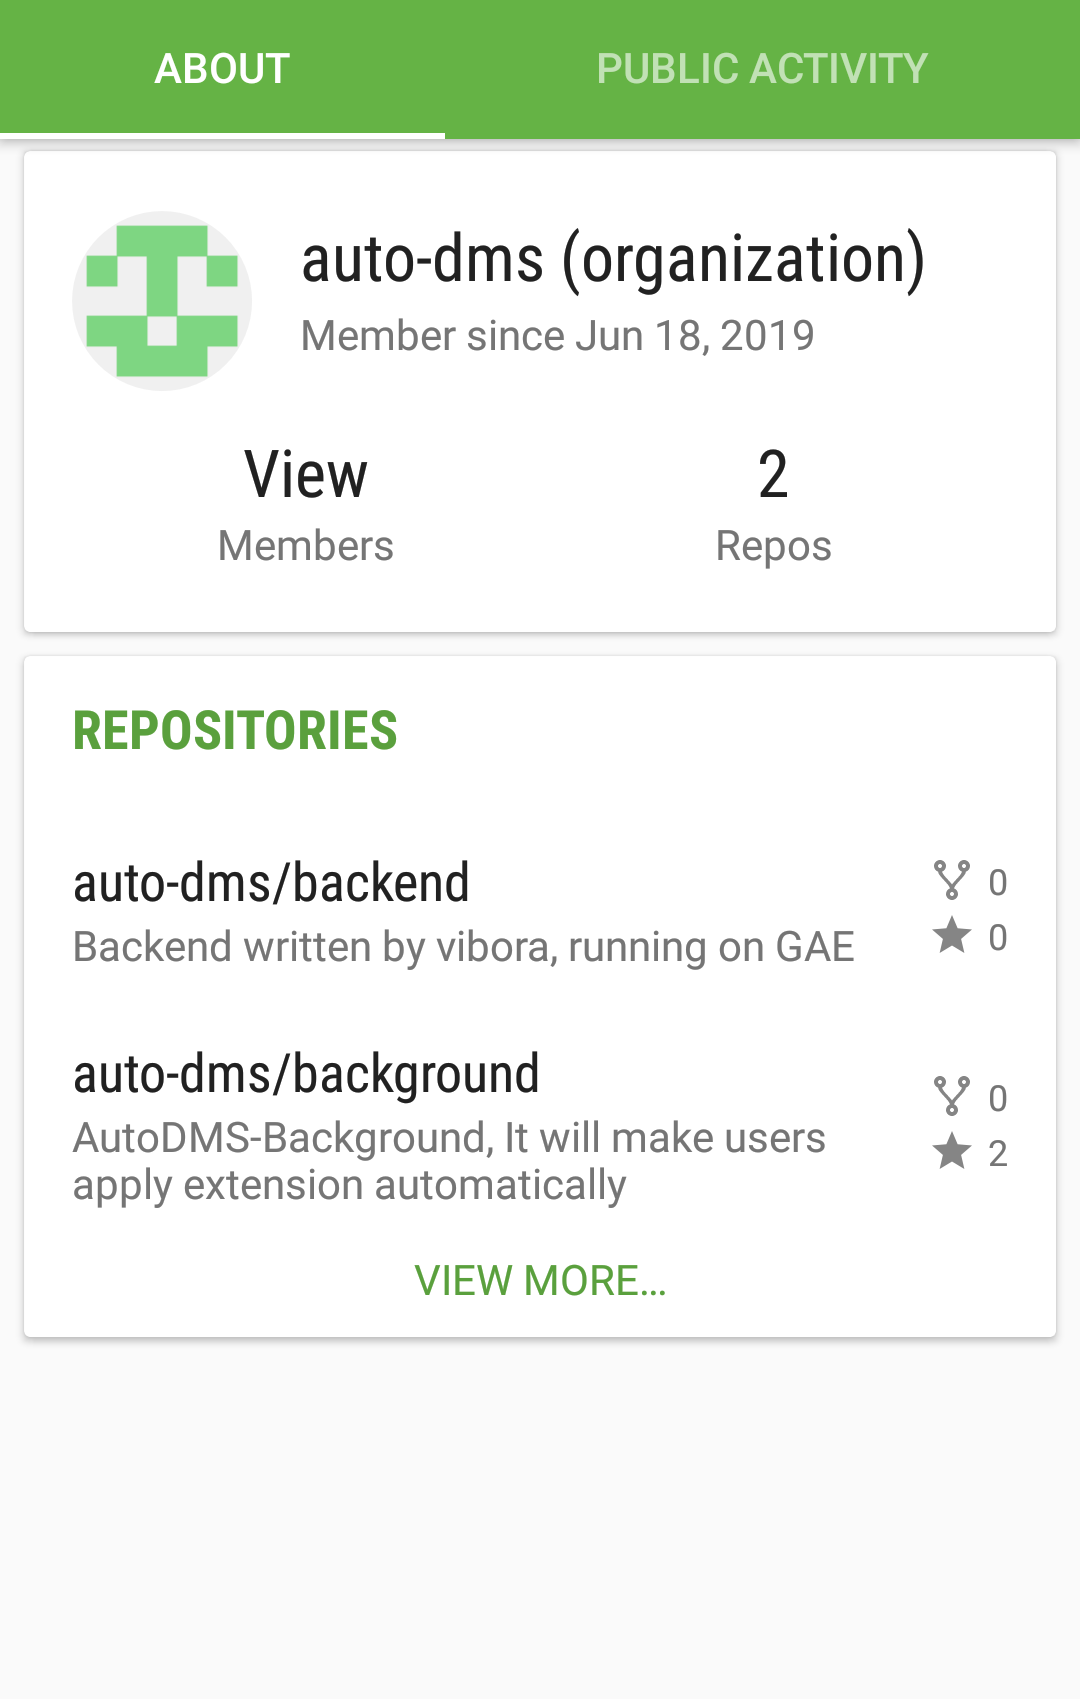 ABOUT
PUBLIC ACTIVITY
auto-dms (organization)
Member since Jun 18, 2019
View
Members
2
Repos
REPOSITORIES
auto-dms/backend
0
Backend written by vibora, running on GAE
0
auto-dms/background
0
AutoDMS-Background, It will make users
apply extension automatically
2
VIEW MORE…